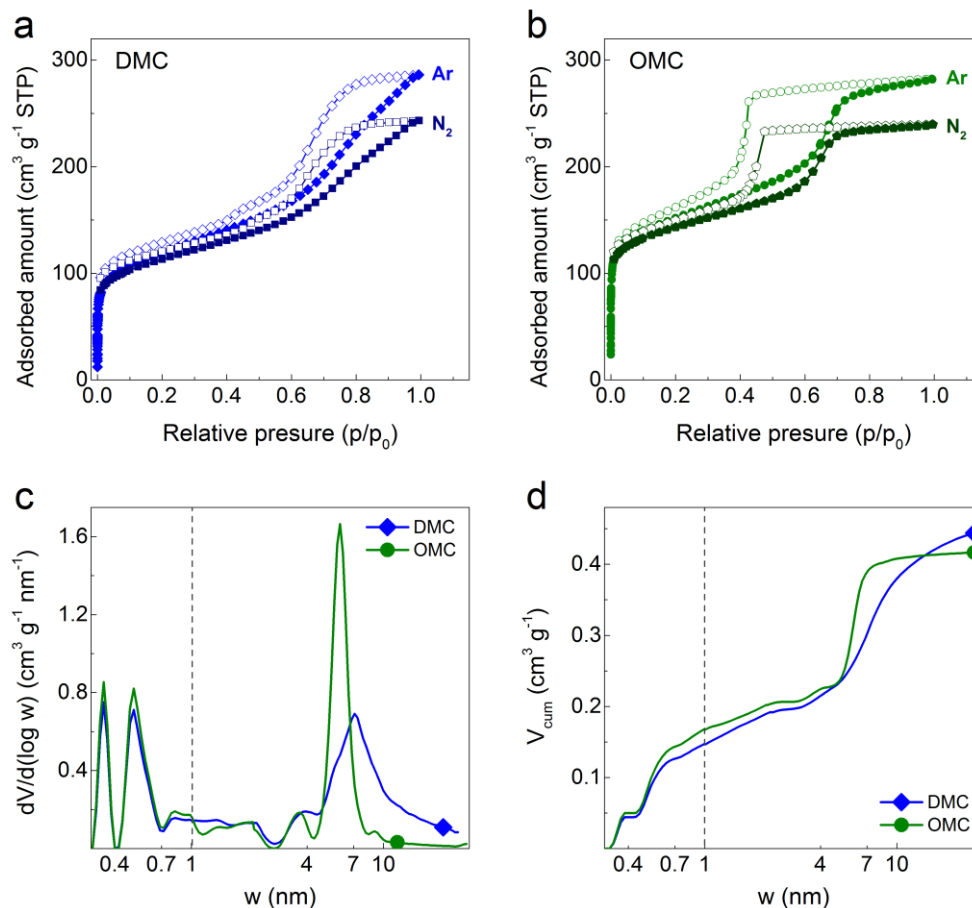 a
DMC
300
200
100
0
Ar
N₂
0.0 0.2 0.4 0.6 0.8 1.0
Adsorbed amount (cm³ g⁻¹ STP)
Relative presure (p/p₀)
b
OMC
300
200
100
0
Ar
N₂
0.0 0.2 0.4 0.6 0.8 1.0
Adsorbed amount (cm³ g⁻¹ STP)
Relative presure (p/p₀)
c
DMC
OMC
1.6
1.2
0.8
0.4
0.4 0.7 1 4 7 10
dV/d(log w) (cm³ g⁻¹ nm⁻¹)
w (nm)
d
0.4
0.3
0.2
0.1
DMC
OMC
0.4 0.7 1 4 7 10
V_cum (cm³ g⁻¹)
w (nm)